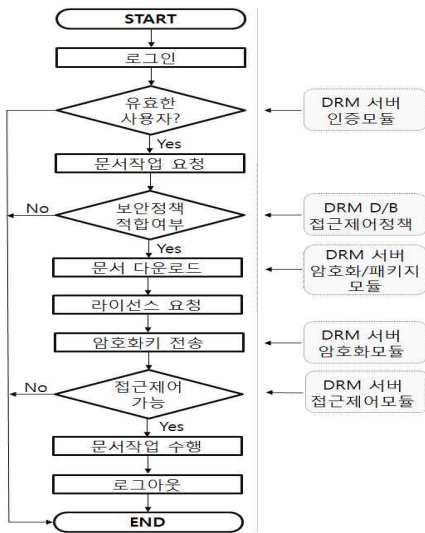 START
로그인
유효한
사용자?
DRM 서버
인증모듈
Yes
문서작업 요청
No
보안정책
적합여부
DRM D/B
접근제어정책
Yes
문서 다운로드
DRM 서버
암호화/패키지
모듈
라이선스 요청
암호화키 전송
DRM 서버
암호화모듈
No
접근제어
가능
DRM 서버
접근제어모듈
Yes
문서작업 수행
로그아웃
END